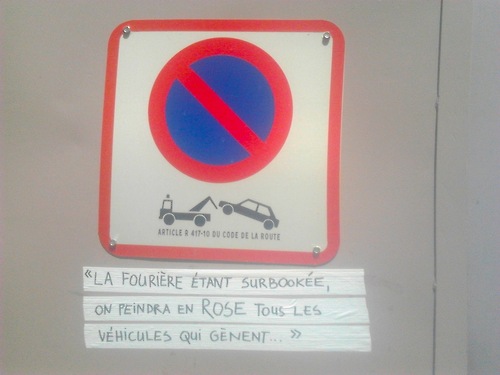 ARTICLE R 417-10 DU CODE DE LA ROUTE
"LA FOURIÈRE ÉTANT SURBOOKÉE,
ON PEINDRA EN ROSE TOUS LES
VÉHICULES QUI GÈNENT... "